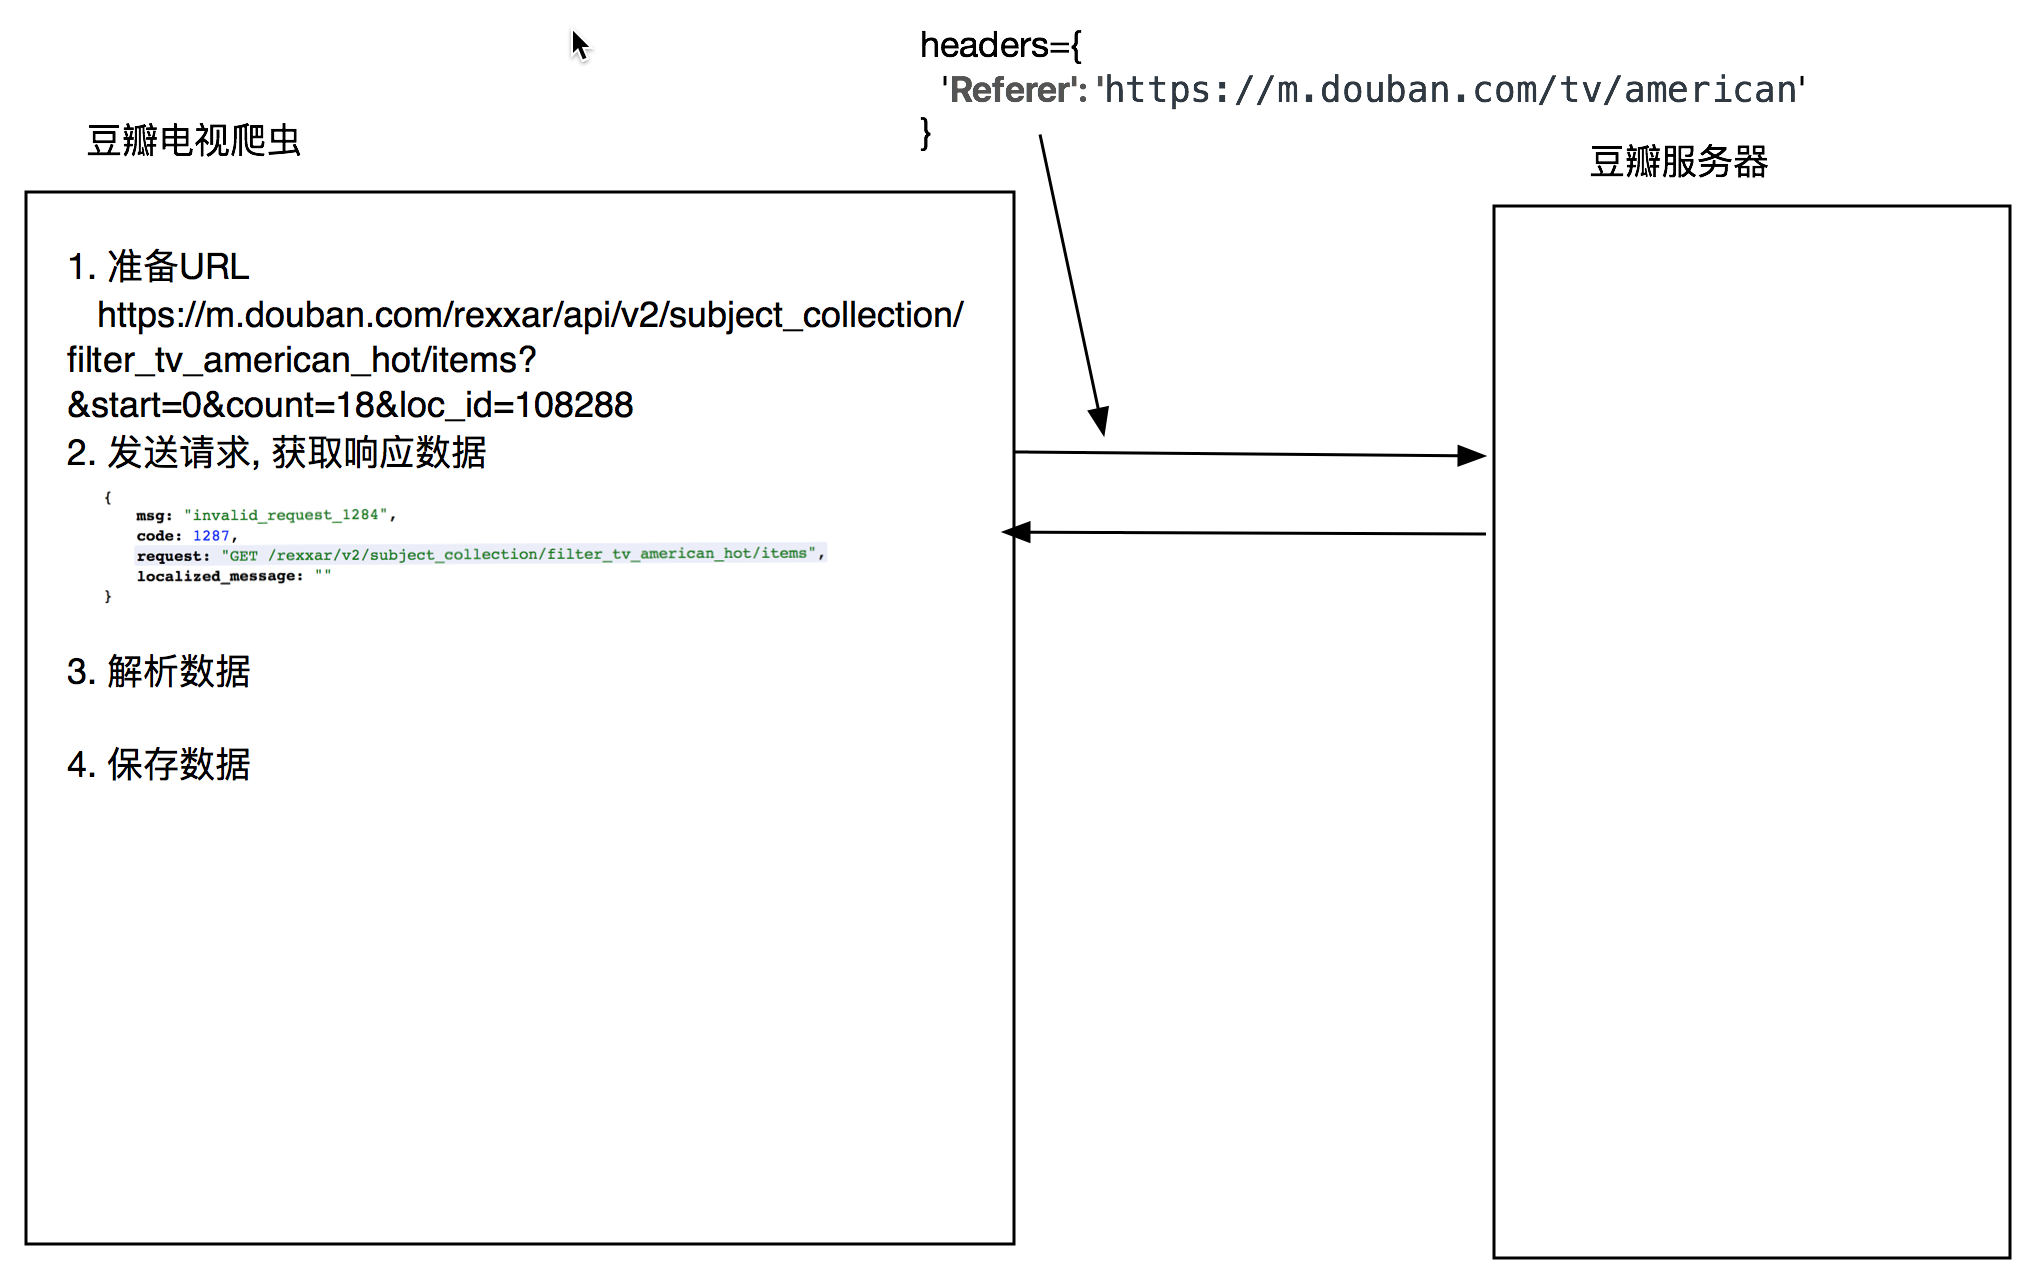 headers={
'Referer': 'https://m.douban.com/tv/american'
}
豆瓣电视爬虫
豆瓣服务器
1. 准备URL
https://m.douban.com/rexxar/api/v2/subject_collection/
filter_tv_american_hot/items?
&start=0&count=18&loc_id=108288
2. 发送请求, 获取响应数据
{
msg: "invalid_request_1284",
code: 1287,
request: "GET /rexxar/v2/subject_collection/filter_tv_american_hot/items",
localized_message: ""
}
3. 解析数据
4. 保存数据